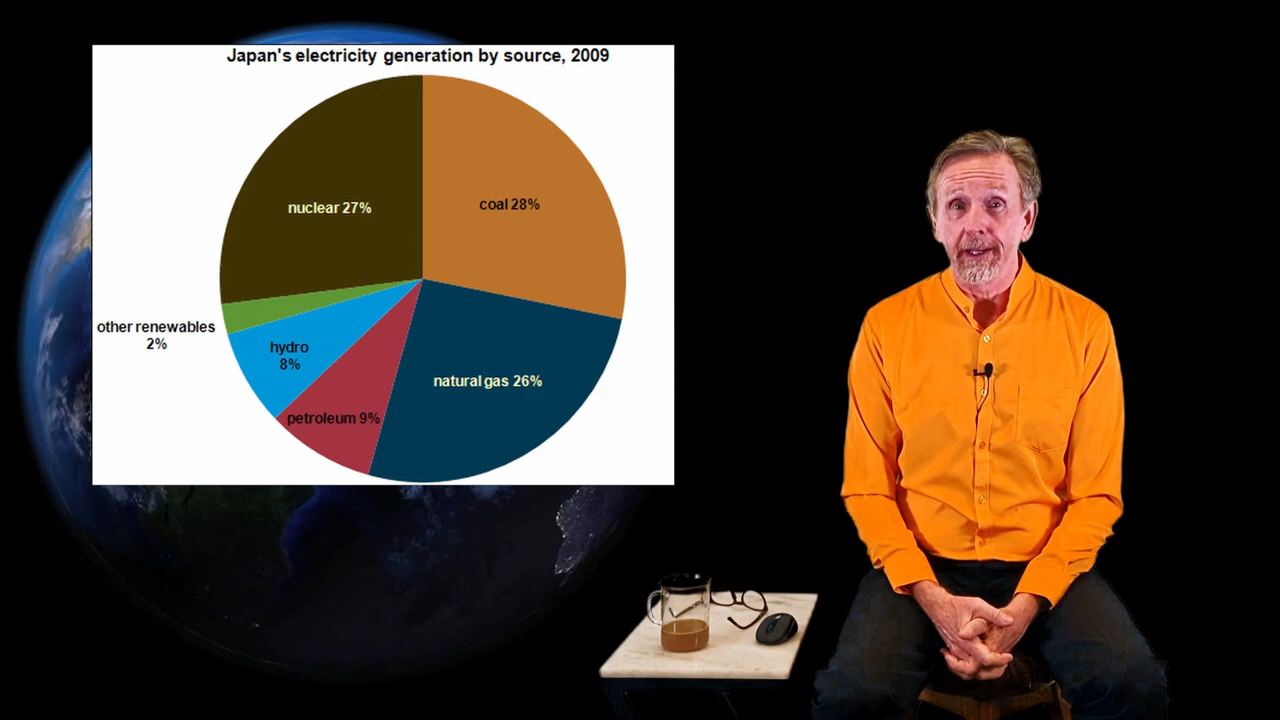 Japan's electricity generation by source, 2009
nuclear 27%
coal 28%
other renewables
2%
hydro
8%
natural gas 26%
petroleum 9%